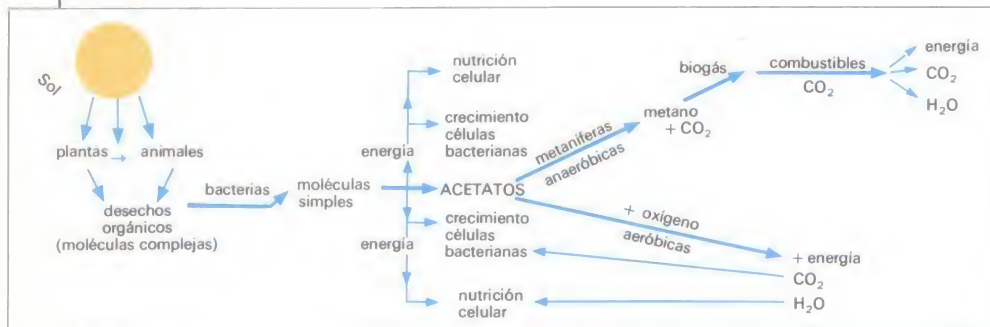 Sol
plantas → animales
desechos
orgánicos
(moléculas complejas)
bacterias
moléculas
simples
energía
nutrición
celular
crecimiento
células
bacterianas
ACETATOS
energía
crecimiento
células
bacterianas
nutrición
celular
metaníferas
anaeróbicas
metano
+ CO₂
biogás
combustibles
CO₂
energía
CO₂
H₂O
+ oxígeno
aeróbicas
+ energía
CO₂
H₂O